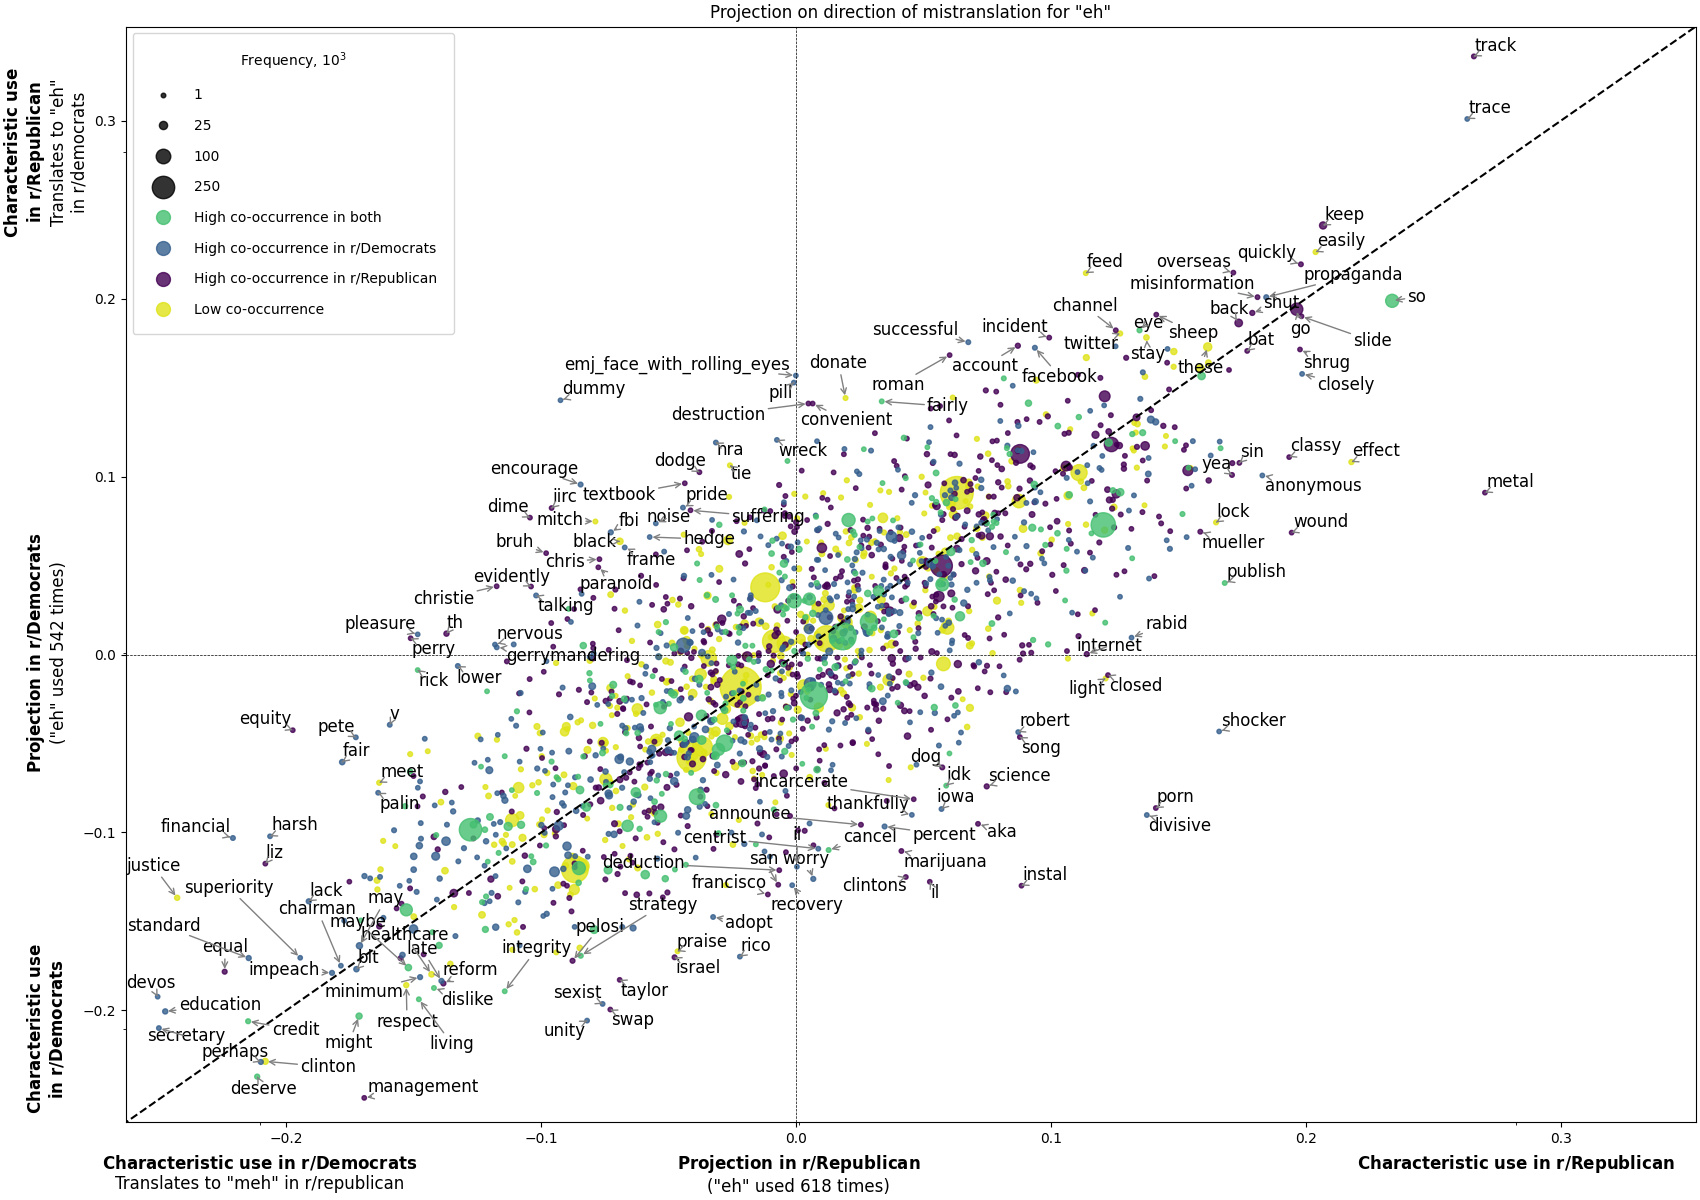 Projection on direction of mistranslation for "eh"
Frequency, 10³
1
25
100
250
High co-occurrence in both
High co-occurrence in r/Democrats
High co-occurrence in r/Republican
Low co-occurrence
Characteristic use
in r/Republican
Translates to "eh"
in r/democrats
Projection in r/Democrats
("eh" used 542 times)
Characteristic use
in r/Democrats
0.3
0.2
0.1
0.0
−0.1
−0.2
track
trace
keep
easily
quickly
overseas
feed
propaganda
misinformation
so
channel
back
shut
eye
sheep
go
slide
successful
incident
twitter
stay
bat
account
facebook
these
shrug
closely
emj_face_with_rolling_eyes
donate
roman
dummy
pill
destruction
convenient
fairly
nra
wreck
sin
classy
effect
encourage
dodge
tie
yea
anonymous
metal
jirc
textbook
pride
dime
mitch
fbi
noise
suffering
lock
wound
bruh
black
hedge
mueller
chris
frame
evidently
paranoid
publish
christie
talking
pleasure
th
nervous
rabid
perry
gerrymandering
internet
rick
lower
light
closed
equity
v
pete
robert
shocker
fair
song
meet
dog
idk
science
incarcerate
palin
thankfully
iowa
porn
announce
divisive
financial
harsh
centrist
il
cancel
percent
aka
liz
deduction
san
worry
marijuana
justice
superiority
francisco
clintons
il
instal
lack
may
recovery
chairman
maybe
strategy
standard
healthcare
pelosi
adopt
equal
late
integrity
praise
rico
impeach
blt
reform
israel
devos
minimum
dislike
sexist
taylor
education
respect
swap
secretary
credit
might
living
unity
perhaps
clinton
deserve
management
−0.2
−0.1
0.0
0.1
0.2
0.3
Characteristic use in r/Democrats
Translates to "meh" in r/republican
Projection in r/Republican
("eh" used 618 times)
Characteristic use in r/Republican